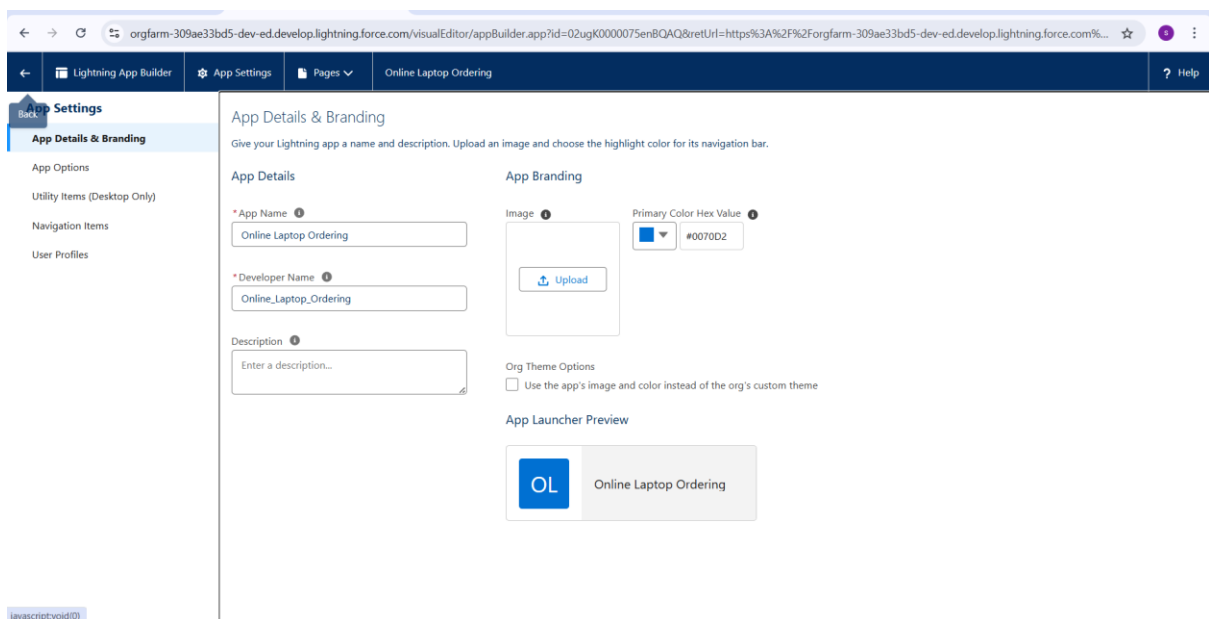 orgfarm-309ae33bd5-dev-ed.develop.lightning.force.com/visualEditor/appBuilder.app?id=02ugK0000075enBQAQ&retUrl=https%3A%2F%2Forgfarm-309ae33bd5-dev-ed.develop.lightning.force.com%... s
Lightning App Builder App Settings Pages Online Laptop Ordering ? Help
App Settings
Back
App Details & Branding
App Options
Utility Items (Desktop Only)
Navigation Items
User Profiles
App Details & Branding
Give your Lightning app a name and description. Upload an image and choose the highlight color for its navigation bar.
App Details
*App Name
Online Laptop Ordering
*Developer Name
Online_Laptop_Ordering
Description
Enter a description...
App Branding
Image
Upload
Primary Color Hex Value
#0070D2
Org Theme Options
Use the app's image and color instead of the org's custom theme
App Launcher Preview
OL Online Laptop Ordering
javascript:void(0)